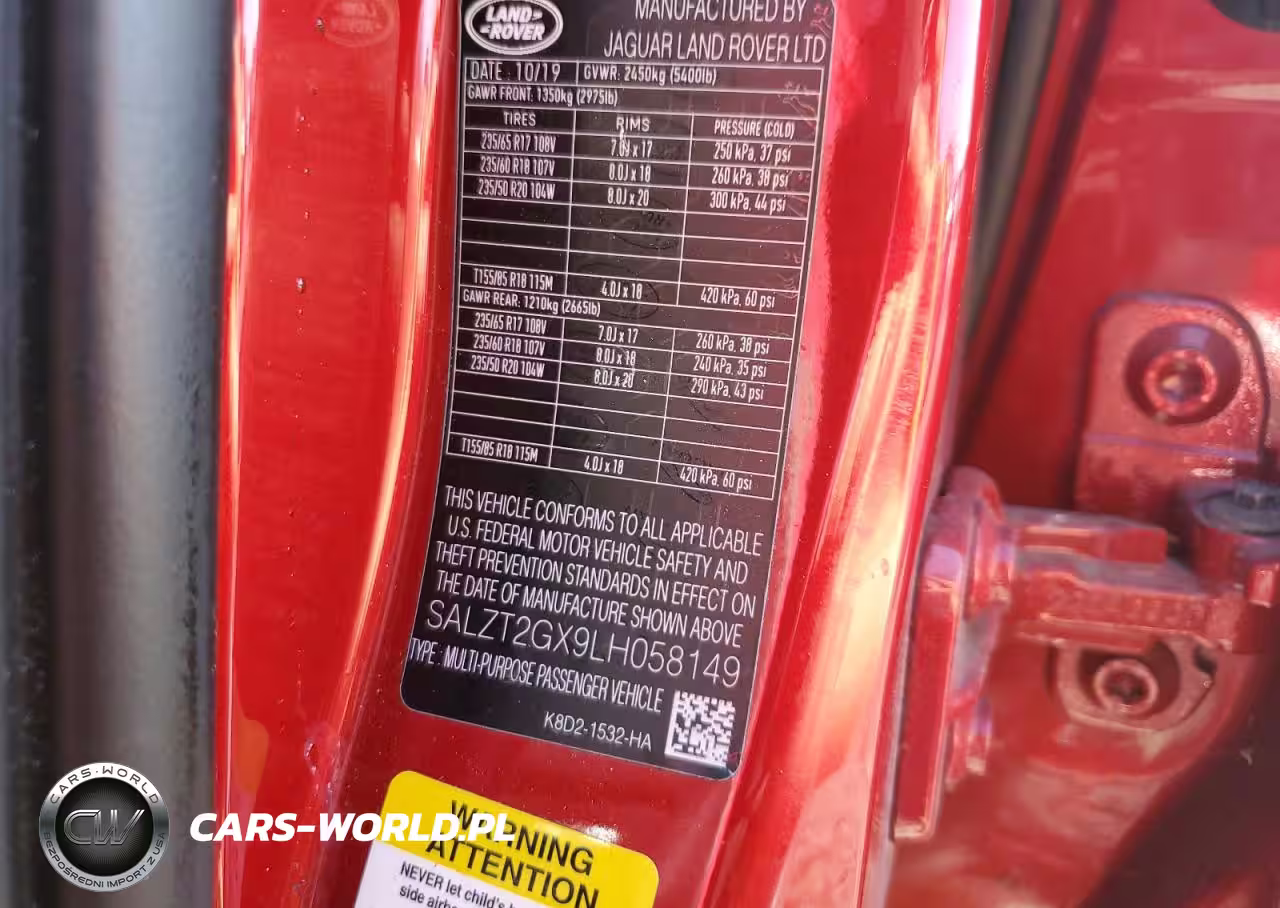 LAND-
-ROVER
MANUFACTURED BY
JAGUAR LAND ROVER LTD
DATE : 10/19 GVWR: 2450kg (5400lb)
GAWR FRONT: 1350kg (2975lb)
TIRES RIMS PRESSURE (COLD)
235/65 R17 108V 7.0J x 17 250 kPa, 37 psi
235/60 R18 107V 8.0J x 18 260 kPa, 38 psi
235/50 R20 104W 8.0J x 20 300 kPa, 44 psi
T155/85 R18 115M 4.0J x 18 420 kPa, 60 psi
GAWR REAR: 1210kg (2665lb)
235/65 R17 108V 7.0J x 17 260 kPa, 38 psi
235/60 R18 107V 8.0J x 18 240 kPa, 35 psi
235/50 R20 104W 8.0J x 20 290 kPa, 43 psi
T155/85 R18 115M 4.0J x 18 420 kPa, 60 psi
THIS VEHICLE CONFORMS TO ALL APPLICABLE
U.S. FEDERAL MOTOR VEHICLE SAFETY AND
THEFT PREVENTION STANDARDS IN EFFECT ON
THE DATE OF MANUFACTURE SHOWN ABOVE
SALZT2GX9LH058149
TYPE : MULTI-PURPOSE PASSENGER VEHICLE
K8D2-1532-HA
WARNING
ATTENTION
NEVER let child's
side
CARS-WORLD
CW
BEZPOŚREDNI IMPORT Z USA
CARS-WORLD.PL